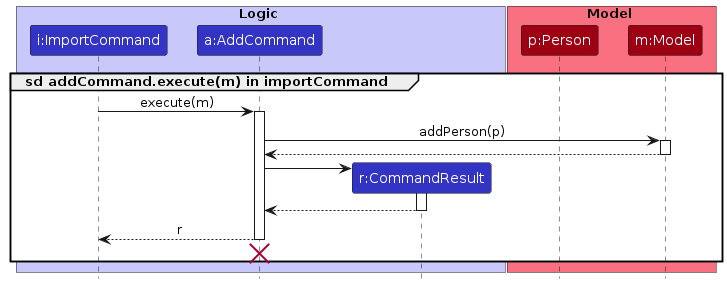 Logic
Model
i:ImportCommand
a:AddCommand
p:Person
m:Model
sd addCommand.execute(m) in importCommand
execute(m)
addPerson(p)
r:CommandResult
r